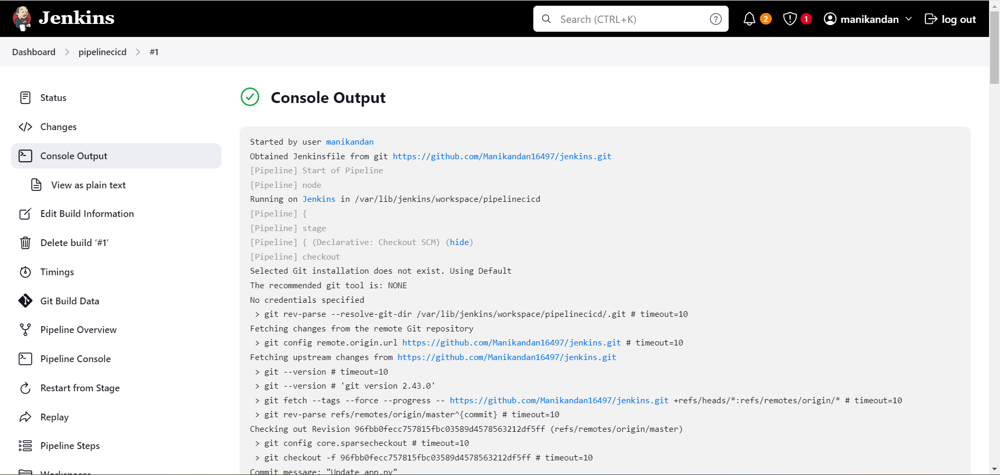 Jenkins
Search (CTRL+K)
?
2
1
manikandan
log out
Dashboard
pipelinecicd
#1
Status
Changes
Console Output
View as plain text
Edit Build Information
Delete build ‘#1’
Timings
Git Build Data
Pipeline Overview
Pipeline Console
Restart from Stage
Replay
Pipeline Steps
Workspaces
Console Output
Started by user manikandan
Obtained Jenkinsfile from git https://github.com/Manikandan16497/jenkins.git
[Pipeline] Start of Pipeline
[Pipeline] node
Running on Jenkins in /var/lib/jenkins/workspace/pipelinecicd
[Pipeline] {
[Pipeline] stage
[Pipeline] { (Declarative: Checkout SCM) (hide)
[Pipeline] checkout
Selected Git installation does not exist. Using Default
The recommended git tool is: NONE
No credentials specified
> git rev-parse --resolve-git-dir /var/lib/jenkins/workspace/pipelinecicd/.git # timeout=10
Fetching changes from the remote Git repository
> git config remote.origin.url https://github.com/Manikandan16497/jenkins.git # timeout=10
Fetching upstream changes from https://github.com/Manikandan16497/jenkins.git
> git --version # timeout=10
> git --version # 'git version 2.43.0'
> git fetch --tags --force --progress -- https://github.com/Manikandan16497/jenkins.git +refs/heads/*:refs/remotes/origin/* # timeout=10
> git rev-parse refs/remotes/origin/master^{commit} # timeout=10
Checking out Revision 96fbb0fecc757815fbc03589d4578563212df5ff (refs/remotes/origin/master)
> git config core.sparsecheckout # timeout=10
> git checkout -f 96fbb0fecc757815fbc03589d4578563212df5ff # timeout=10
Commit message: "Update app.py"